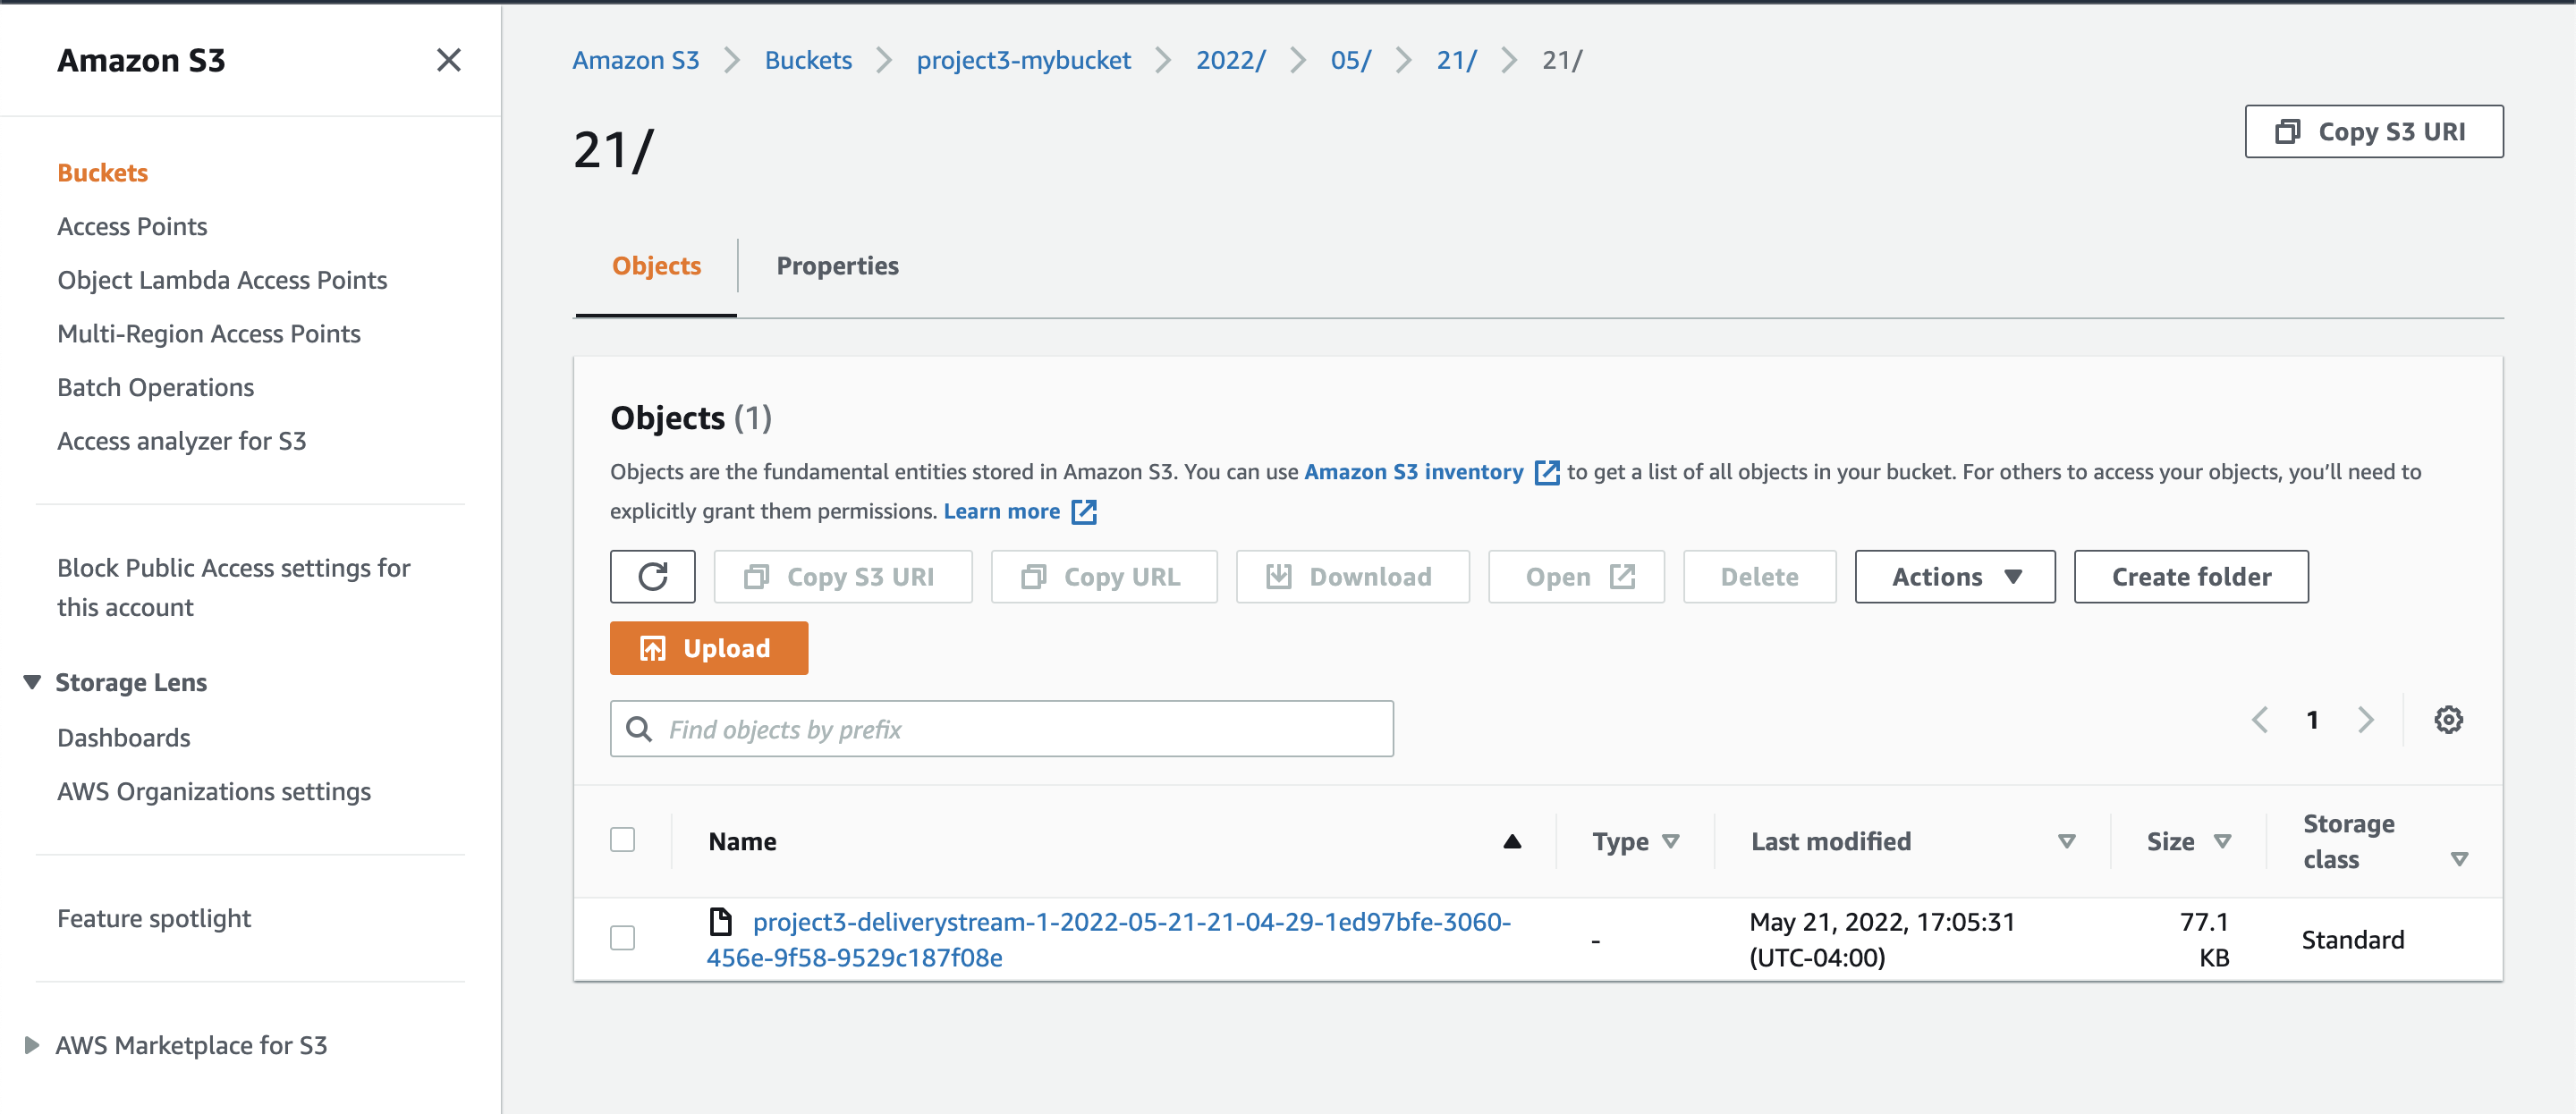 Amazon S3
Buckets
Access Points
Object Lambda Access Points
Multi-Region Access Points
Batch Operations
Access analyzer for S3
Block Public Access settings for
this account
Storage Lens
Dashboards
AWS Organizations settings
Feature spotlight
AWS Marketplace for S3
Amazon S3 Buckets project3-mybucket 2022/ 05/ 21/ 21/
21/
Copy S3 URI
Objects Properties
Objects (1)
Objects are the fundamental entities stored in Amazon S3. You can use Amazon S3 inventory to get a list of all objects in your bucket. For others to access your objects, you’ll need to
explicitly grant them permissions. Learn more
Copy S3 URI Copy URL Download Open Delete Actions Create folder
Upload
Find objects by prefix
1
Name Type Last modified Size Storage
class
project3-deliverystream-1-2022-05-21-21-04-29-1ed97bfe-3060-
456e-9f58-9529c187f08e
-
May 21, 2022, 17:05:31
(UTC-04:00)
77.1
KB
Standard